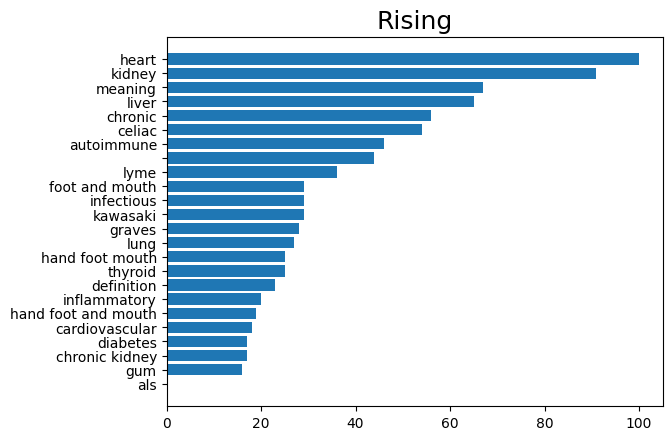 Rising
heart
kidney
meaning
liver
chronic
celiac
autoimmune
lyme
foot and mouth
infectious
kawasaki
graves
lung
hand foot mouth
thyroid
definition
inflammatory
hand foot and mouth
cardiovascular
diabetes
chronic kidney
gum
als
0 20 40 60 80 100